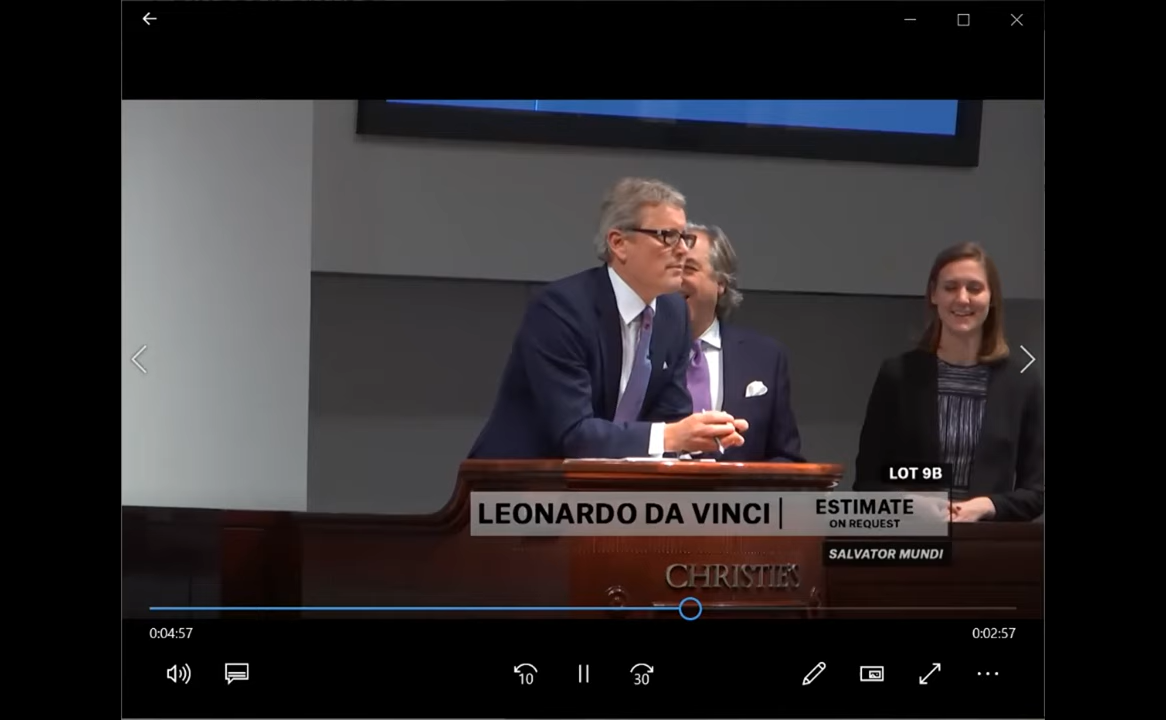 LOT 9B
LEONARDO DA VINCI
ESTIMATE
ON REQUEST
SALVATOR MUNDI
CHRISTIE'S
0:04:57
0:02:57
10
30